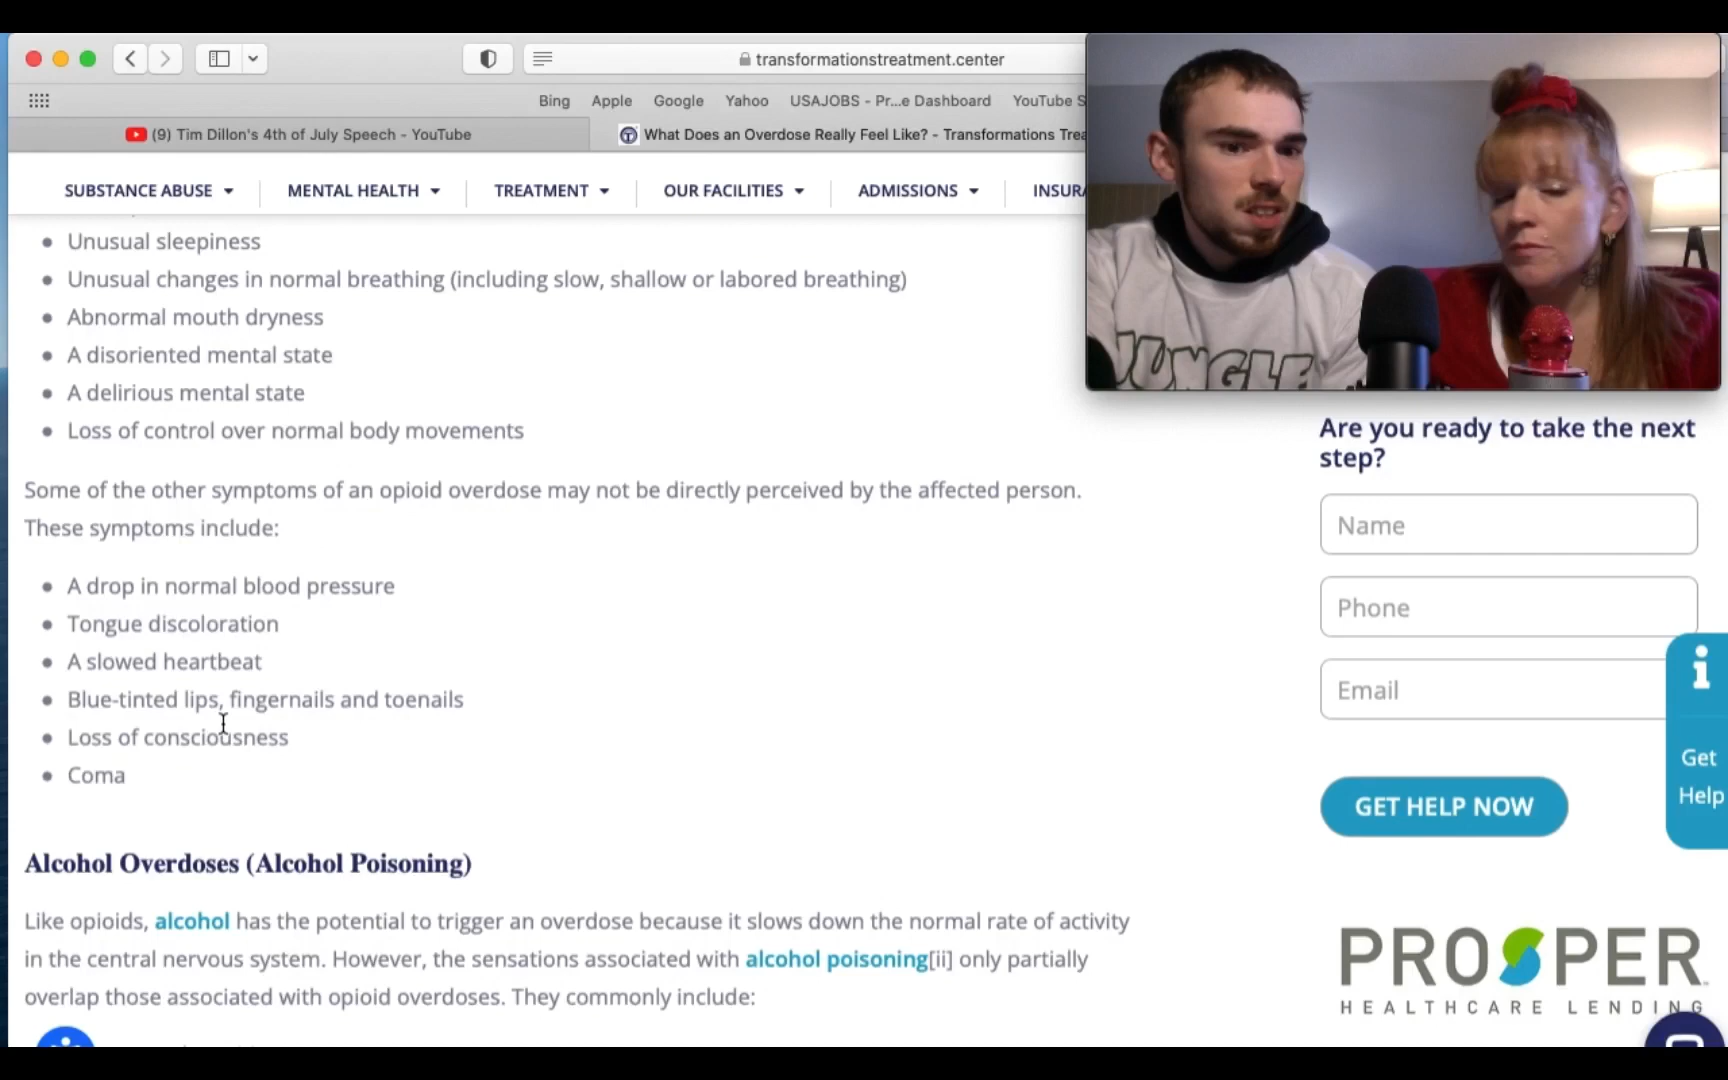 transformationstreatment.center
Bing Apple Google Yahoo USAJOBS - Pr...e Dashboard YouTube S
(9) Tim Dillon's 4th of July Speech - YouTube
What Does an Overdose Really Feel Like? - Transformations Trea
SUBSTANCE ABUSE MENTAL HEALTH TREATMENT OUR FACILITIES ADMISSIONS INSURA
Unusual sleepiness
Unusual changes in normal breathing (including slow, shallow or labored breathing)
Abnormal mouth dryness
A disoriented mental state
A delirious mental state
Loss of control over normal body movements
Some of the other symptoms of an opioid overdose may not be directly perceived by the affected person.
These symptoms include:
A drop in normal blood pressure
Tongue discoloration
A slowed heartbeat
Blue-tinted lips, fingernails and toenails
Loss of consciousness
Coma
Alcohol Overdoses (Alcohol Poisoning)
Like opioids, alcohol has the potential to trigger an overdose because it slows down the normal rate of activity
in the central nervous system. However, the sensations associated with alcohol poisoning[ii] only partially
overlap those associated with opioid overdoses. They commonly include:
JUNGLE
Are you ready to take the next
step?
Name
Phone
Email
GET HELP NOW
Get
Help
PROSPER
HEALTHCARE LENDING